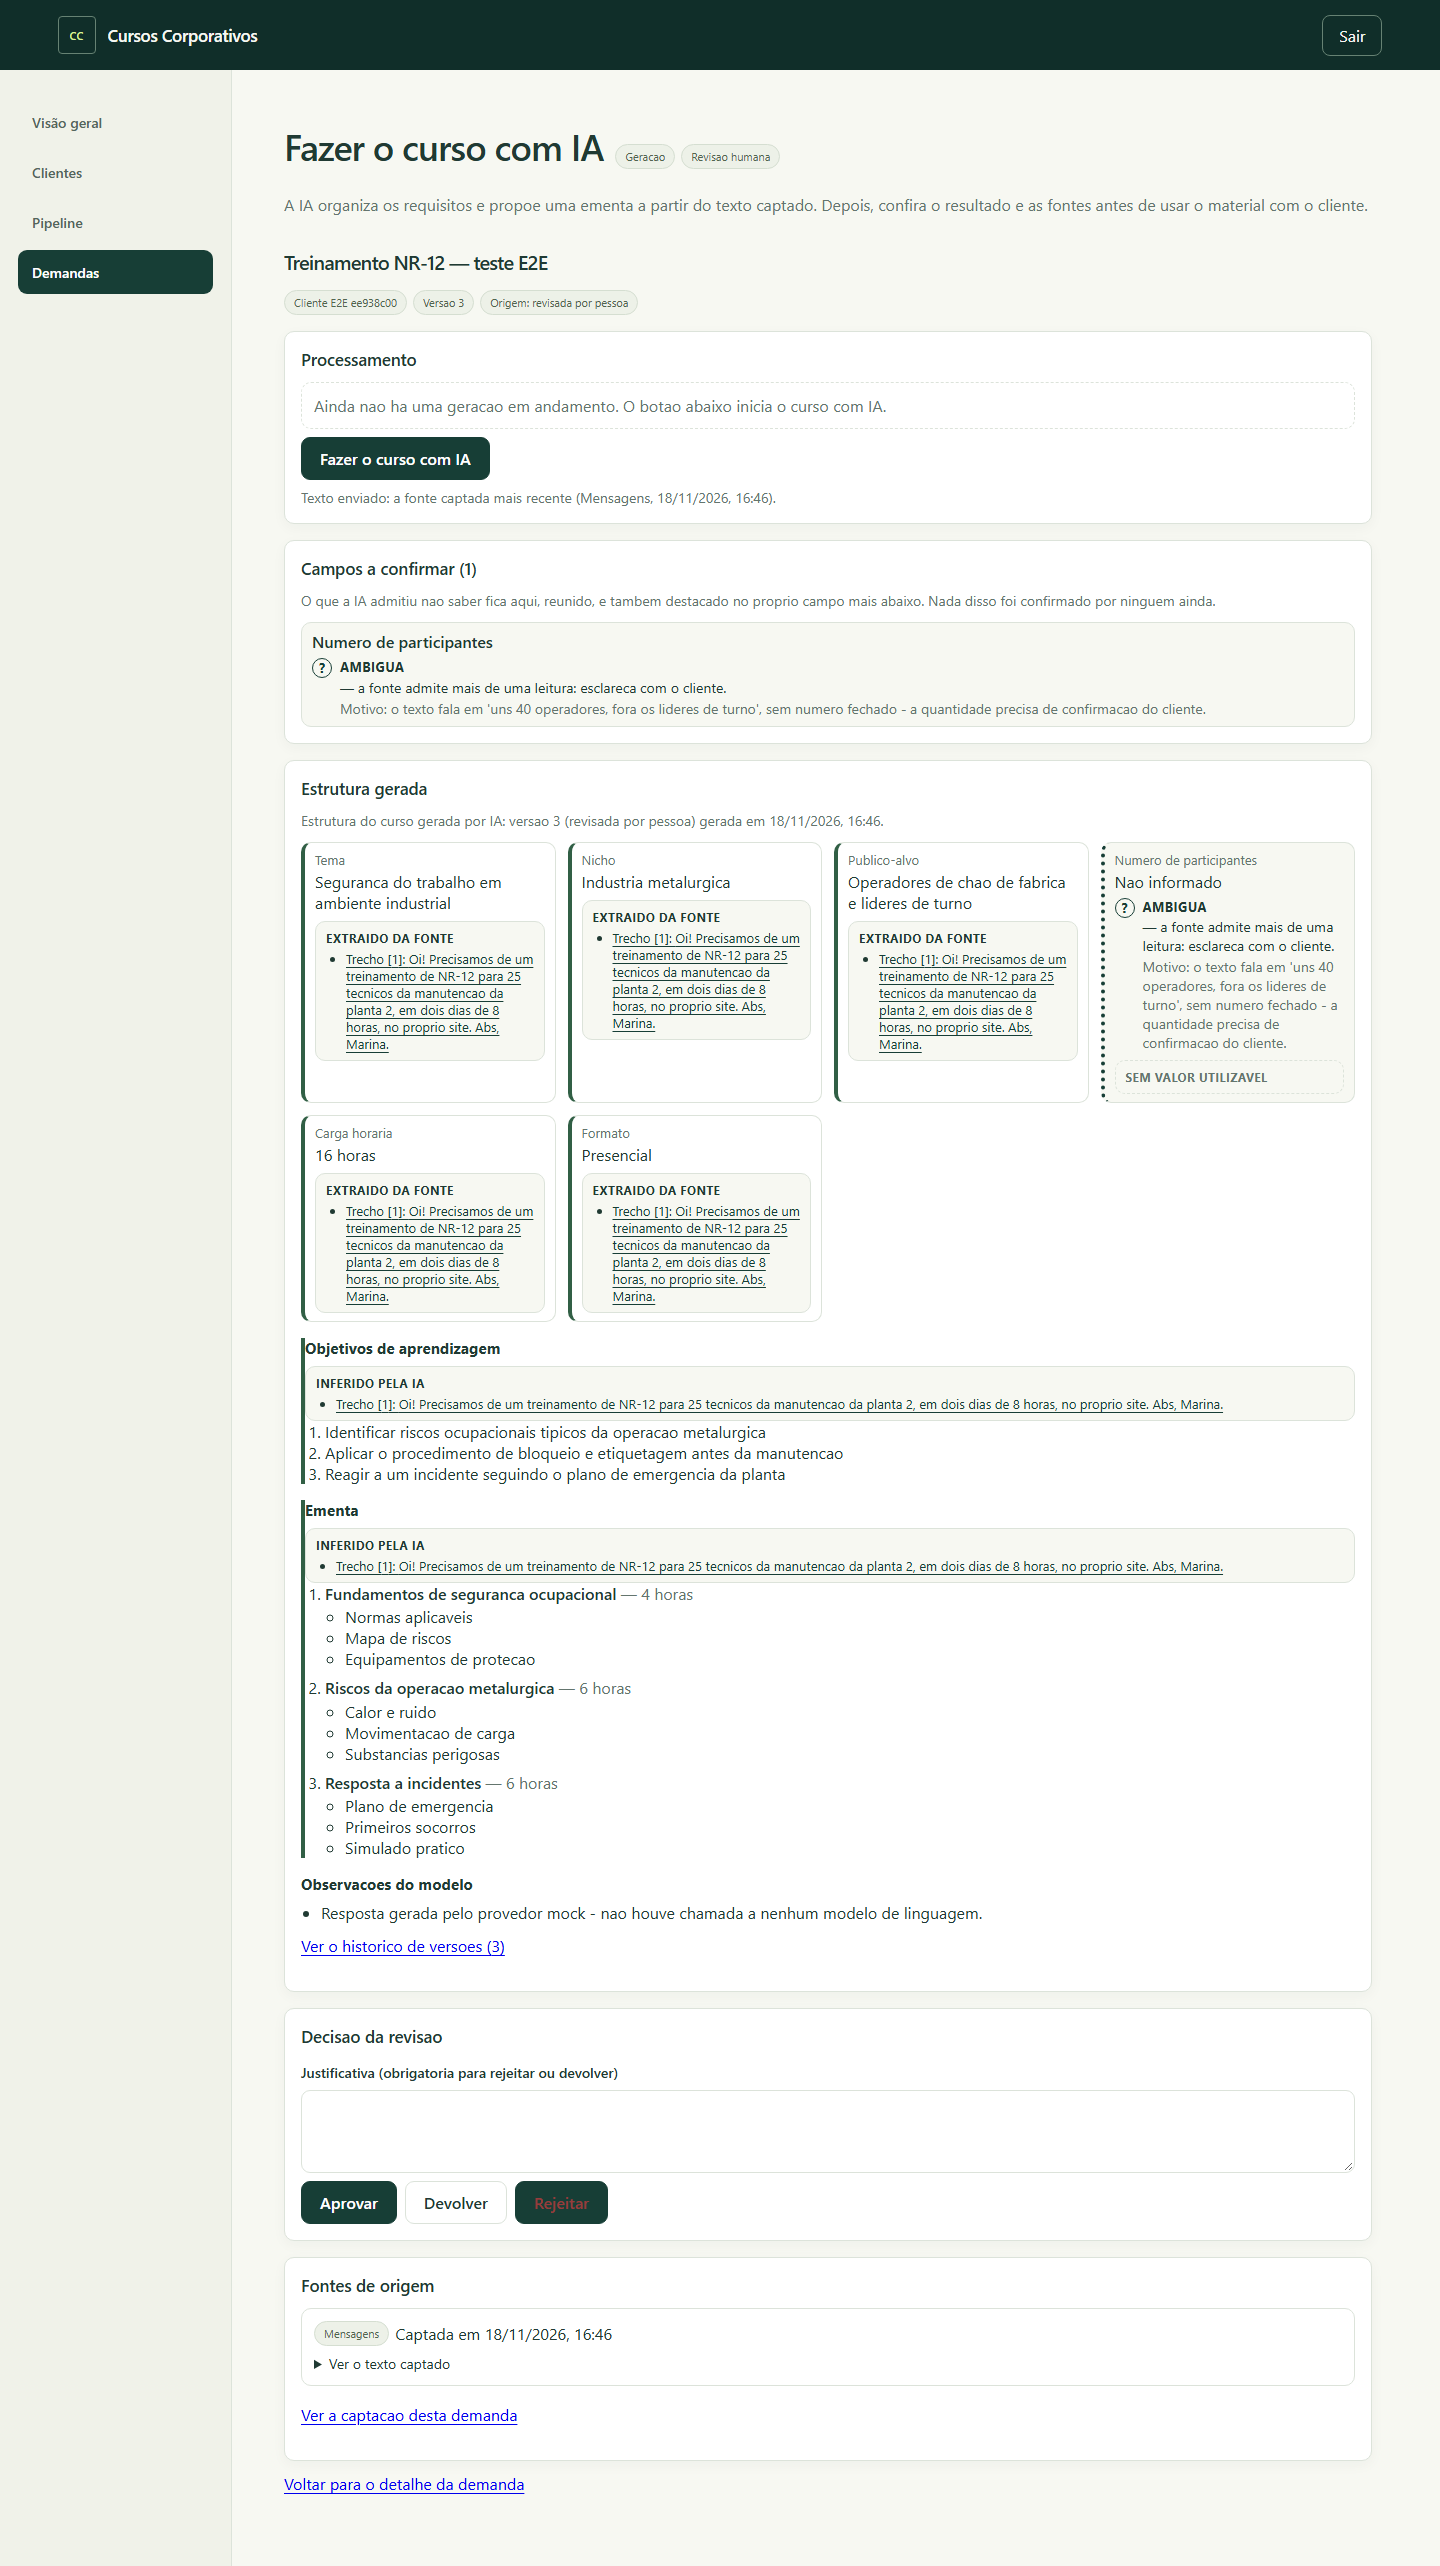 CC
Cursos Corporativos
Sair
Visão geral
Clientes
Pipeline
Demandas
Fazer o curso com IA
Geracao
Revisao humana
A IA organiza os requisitos e propoe uma ementa a partir do texto captado. Depois, confira o resultado e as fontes antes de usar o material com o cliente.
Treinamento NR-12 — teste E2E
Cliente E2E ee938c00
Versao 3
Origem: revisada por pessoa
Processamento
Ainda nao ha uma geracao em andamento. O botao abaixo inicia o curso com IA.
Fazer o curso com IA
Texto enviado: a fonte captada mais recente (Mensagens, 18/11/2026, 16:46).
Campos a confirmar (1)
O que a IA admitiu nao saber fica aqui, reunido, e tambem destacado no proprio campo mais abaixo. Nada disso foi confirmado por ninguem ainda.
Numero de participantes
? AMBIGUA
— a fonte admite mais de uma leitura: esclareca com o cliente.
Motivo: o texto fala em 'uns 40 operadores, fora os lideres de turno', sem numero fechado - a quantidade precisa de confirmacao do cliente.
Estrutura gerada
Estrutura do curso gerada por IA: versao 3 (revisada por pessoa) gerada em 18/11/2026, 16:46.
Tema
Seguranca do trabalho em
ambiente industrial
EXTRAIDO DA FONTE
Trecho [1]: Oi! Precisamos de um
treinamento de NR-12 para 25
tecnicos da manutencao da
planta 2, em dois dias de 8
horas, no proprio site. Abs,
Marina.
Nicho
Industria metalurgica
EXTRAIDO DA FONTE
Trecho [1]: Oi! Precisamos de um
treinamento de NR-12 para 25
tecnicos da manutencao da
planta 2, em dois dias de 8
horas, no proprio site. Abs,
Marina.
Publico-alvo
Operadores de chao de fabrica
e lideres de turno
EXTRAIDO DA FONTE
Trecho [1]: Oi! Precisamos de um
treinamento de NR-12 para 25
tecnicos da manutencao da
planta 2, em dois dias de 8
horas, no proprio site. Abs,
Marina.
Numero de participantes
Nao informado
? AMBIGUA
— a fonte admite mais de uma
leitura: esclareca com o cliente.
Motivo: o texto fala em 'uns 40
operadores, fora os lideres de
turno', sem numero fechado - a
quantidade precisa de
confirmacao do cliente.
SEM VALOR UTILIZAVEL
Carga horaria
16 horas
EXTRAIDO DA FONTE
Trecho [1]: Oi! Precisamos de um
treinamento de NR-12 para 25
tecnicos da manutencao da
planta 2, em dois dias de 8
horas, no proprio site. Abs,
Marina.
Formato
Presencial
EXTRAIDO DA FONTE
Trecho [1]: Oi! Precisamos de um
treinamento de NR-12 para 25
tecnicos da manutencao da
planta 2, em dois dias de 8
horas, no proprio site. Abs,
Marina.
Objetivos de aprendizagem
INFERIDO PELA IA
Trecho [1]: Oi! Precisamos de um treinamento de NR-12 para 25 tecnicos da manutencao da planta 2, em dois dias de 8 horas, no proprio site. Abs, Marina.
1. Identificar riscos ocupacionais tipicos da operacao metalurgica
2. Aplicar o procedimento de bloqueio e etiquetagem antes da manutencao
3. Reagir a um incidente seguindo o plano de emergencia da planta
Ementa
INFERIDO PELA IA
Trecho [1]: Oi! Precisamos de um treinamento de NR-12 para 25 tecnicos da manutencao da planta 2, em dois dias de 8 horas, no proprio site. Abs, Marina.
1. Fundamentos de seguranca ocupacional — 4 horas
Normas aplicaveis
Mapa de riscos
Equipamentos de protecao
2. Riscos da operacao metalurgica — 6 horas
Calor e ruido
Movimentacao de carga
Substancias perigosas
3. Resposta a incidentes — 6 horas
Plano de emergencia
Primeiros socorros
Simulado pratico
Observacoes do modelo
Resposta gerada pelo provedor mock - nao houve chamada a nenhum modelo de linguagem.
Ver o historico de versoes (3)
Decisao da revisao
Justificativa (obrigatoria para rejeitar ou devolver)
Aprovar
Devolver
Rejeitar
Fontes de origem
Mensagens
Captada em 18/11/2026, 16:46
Ver o texto captado
Ver a captacao desta demanda
Voltar para o detalhe da demanda